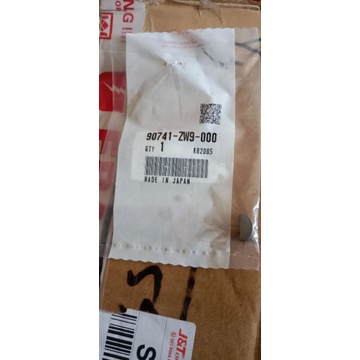 90741-ZW9-000
QTY 1 K82005
MADE IN JAPAN
J&T
S